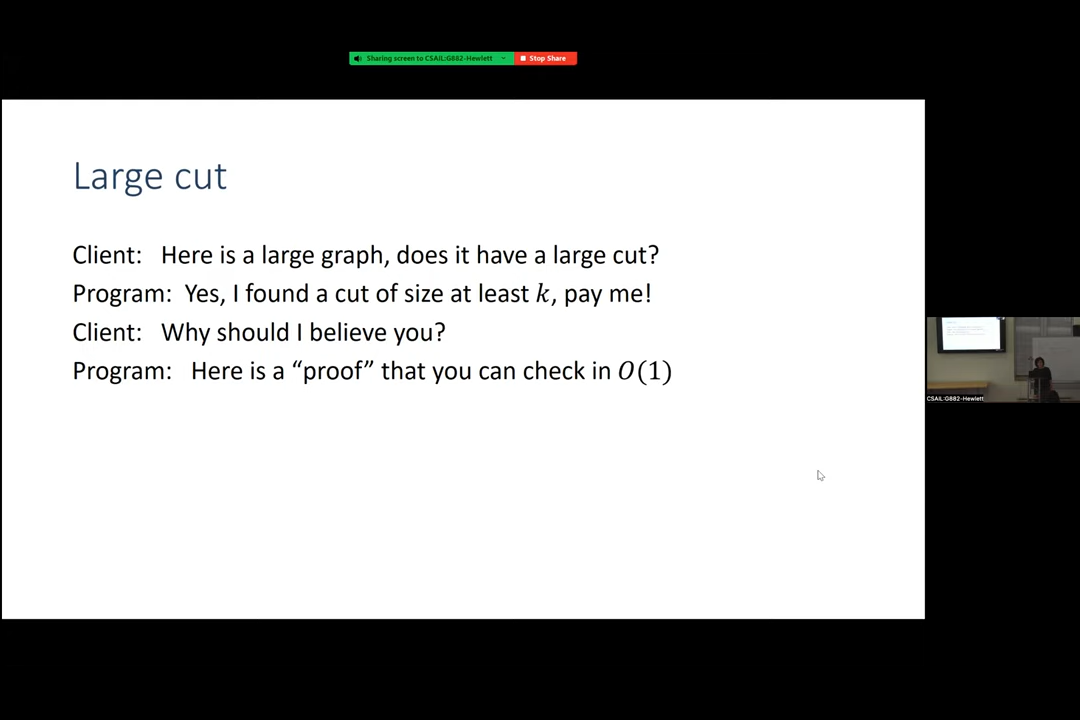 Sharing screen to CSAIL:G882-Hewlett
Stop Share
Large cut
Client: Here is a large graph, does it have a large cut?
Program: Yes, I found a cut of size at least k, pay me!
Client: Why should I believe you?
Program: Here is a “proof” that you can check in O(1)
CSAIL:G882-Hewlett